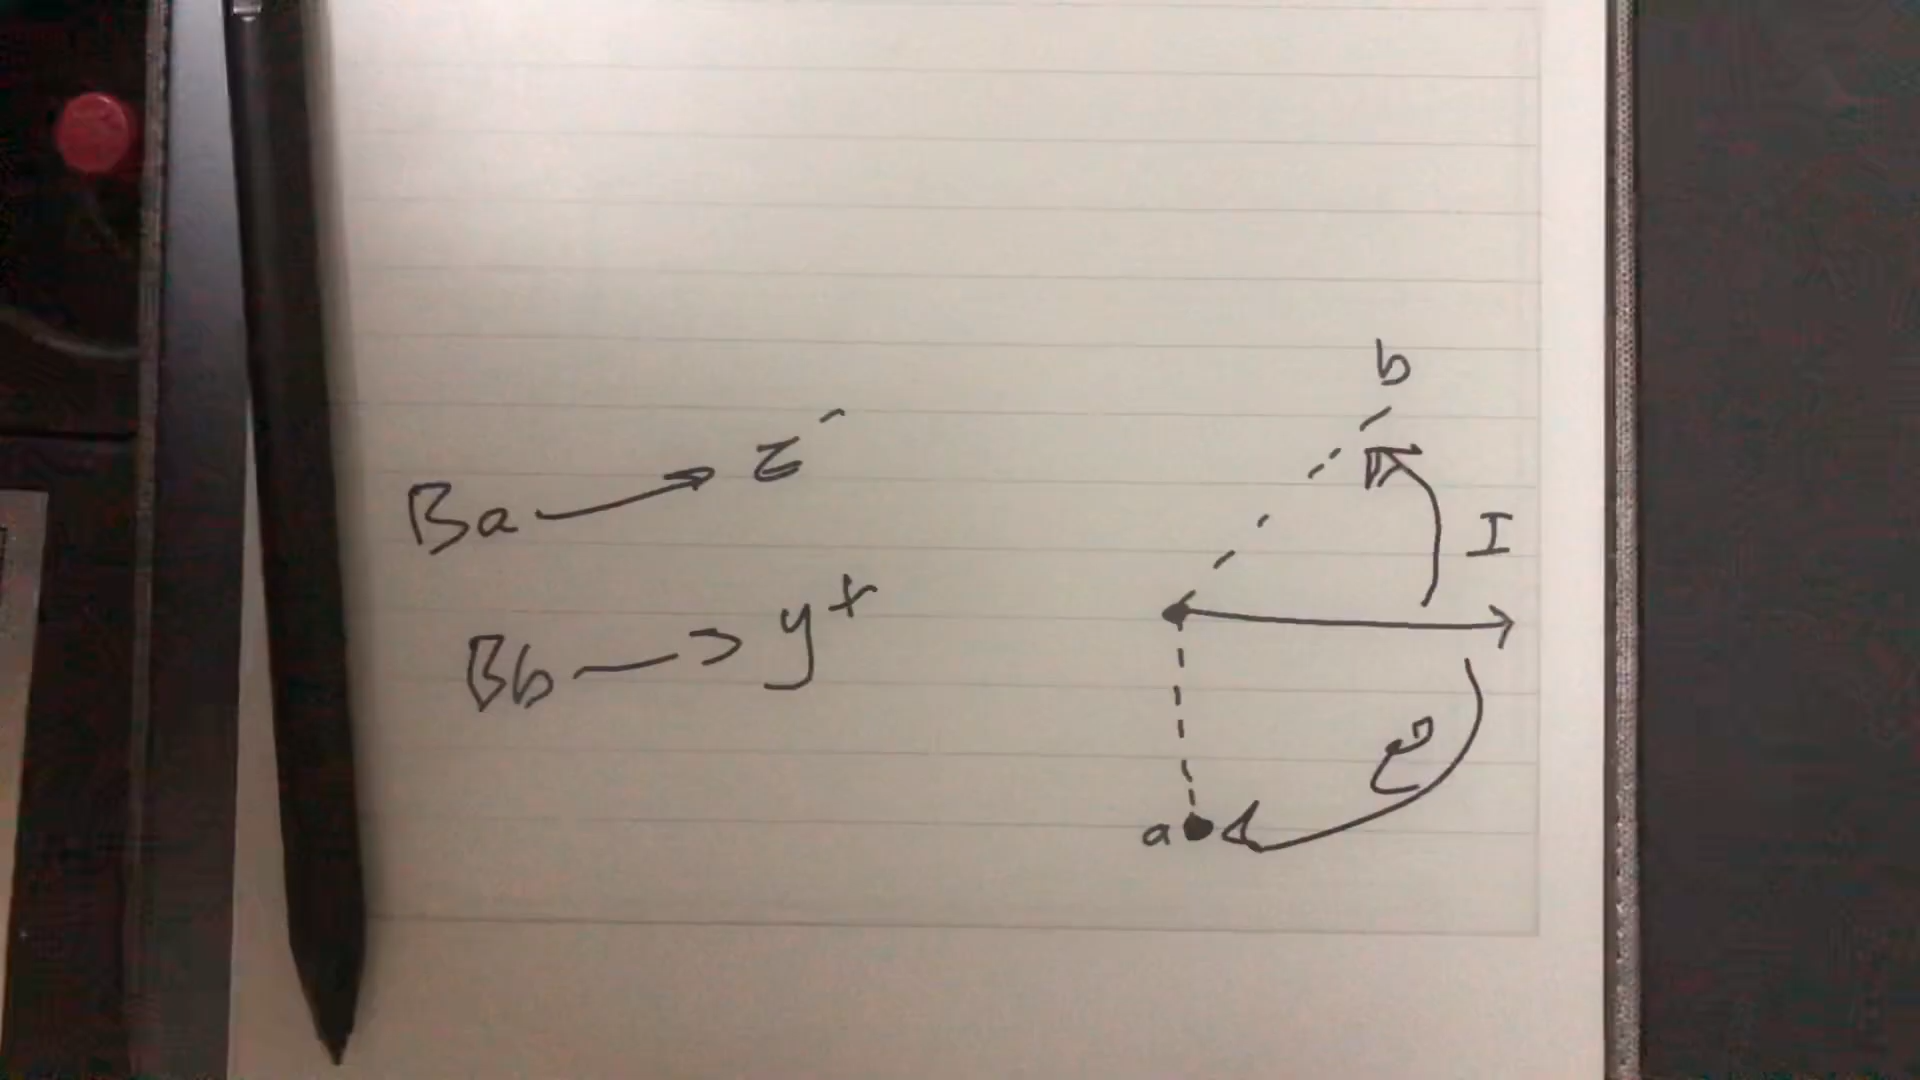 Ba → z⁻
Bb → y⁺
b
I
a